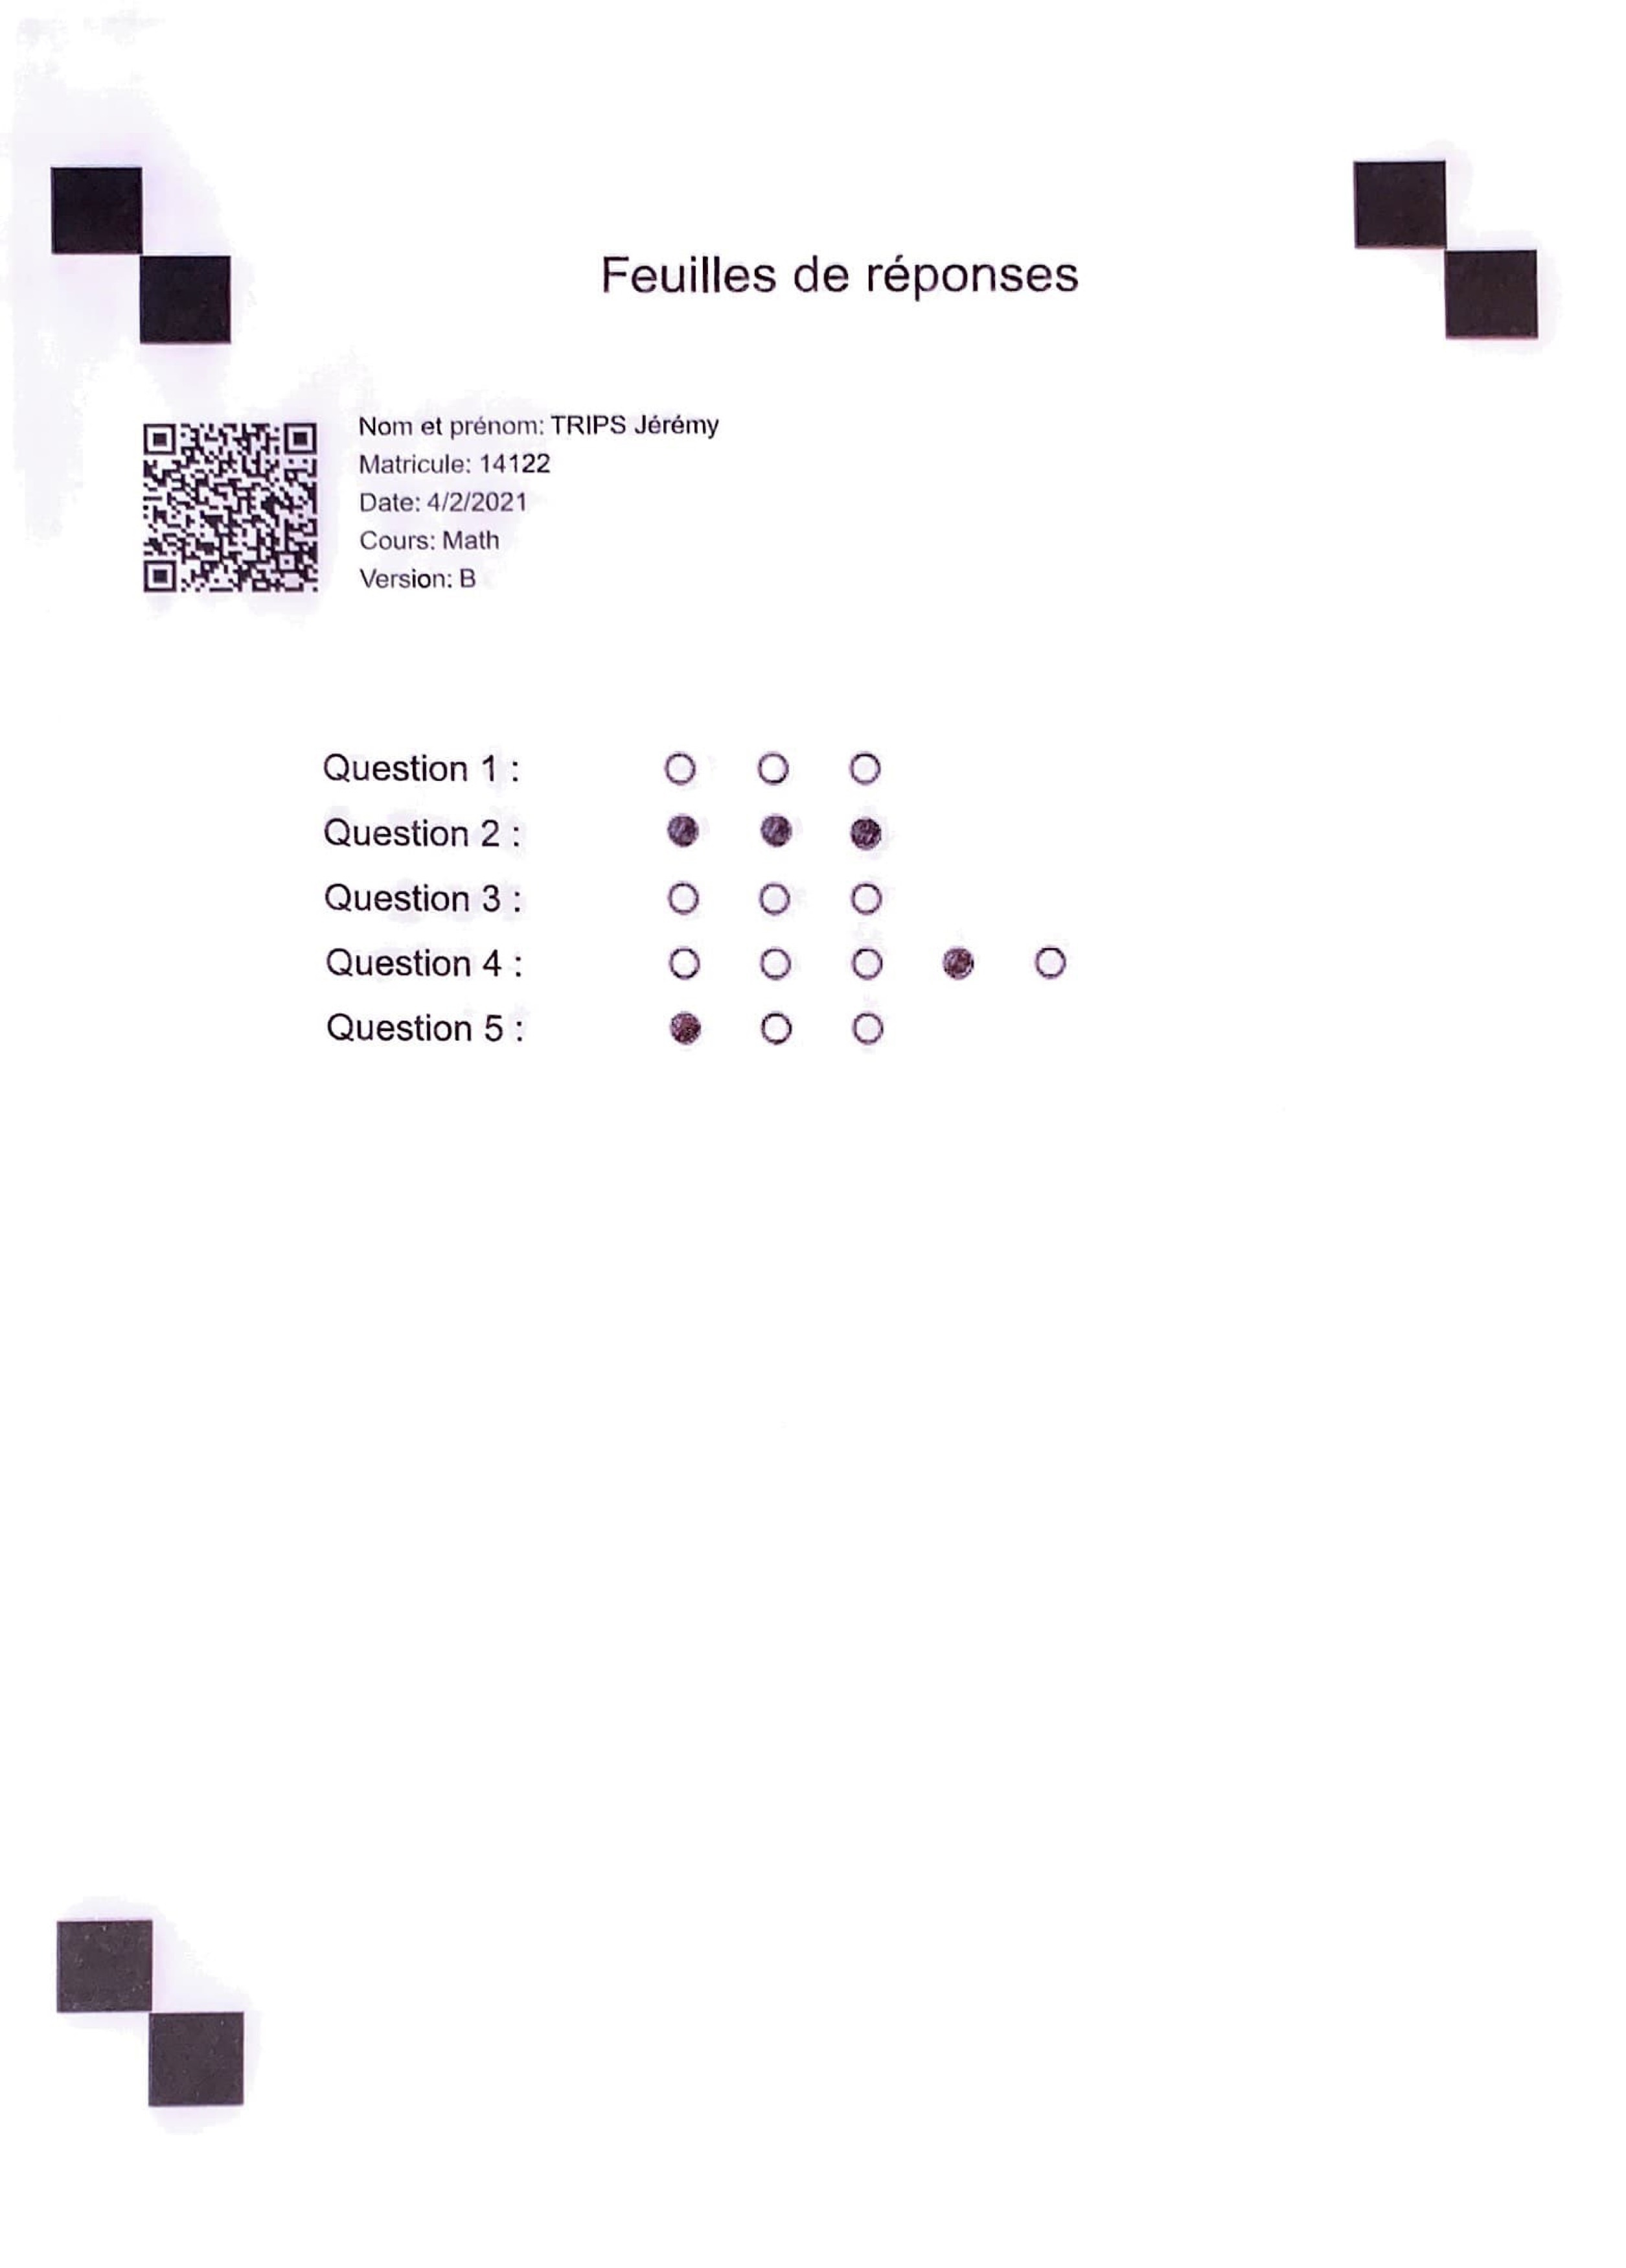 Feuilles de réponses
Nom et prénom: TRIPS Jérémy
Matricule: 14122
Date: 4/2/2021
Cours: Math
Version: B
Question 1 :
Question 2 :
Question 3 :
Question 4 :
Question 5 :